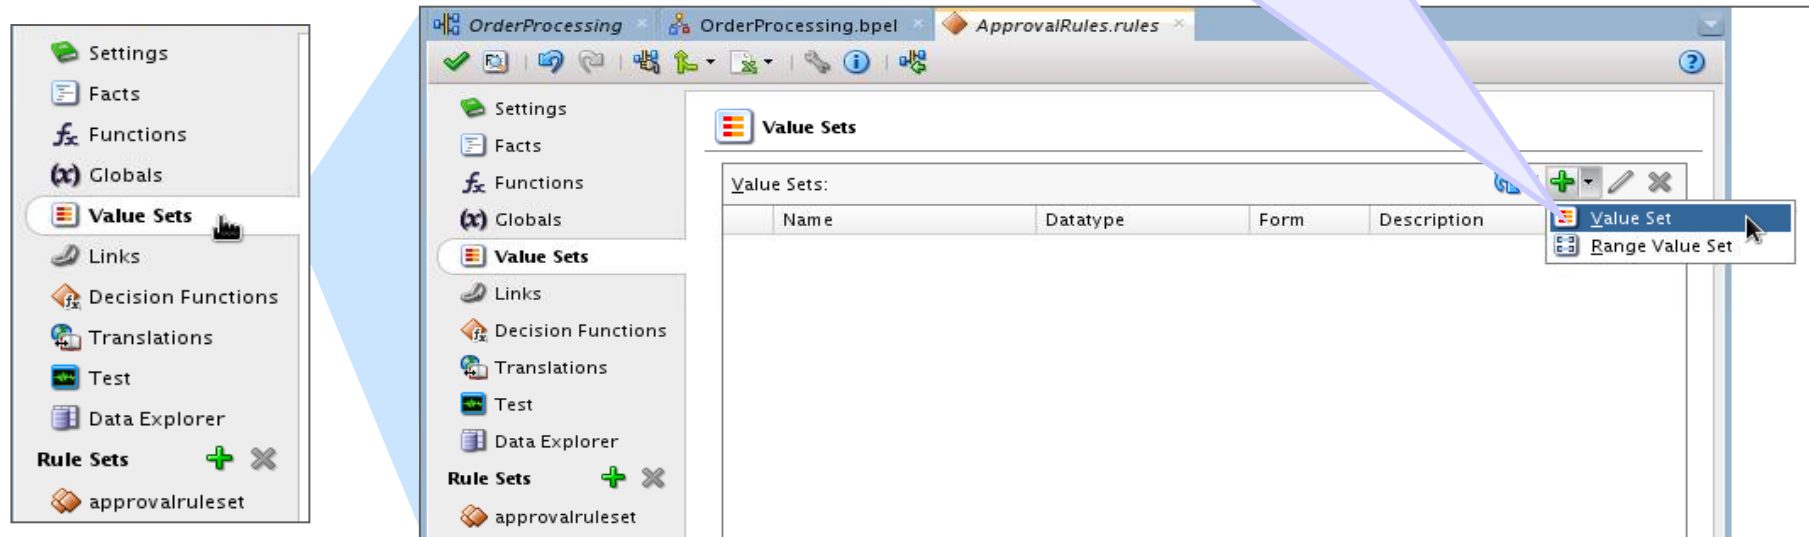 Settings
Facts
Functions
Globals
Value Sets
Links
Decision Functions
Translations
Test
Data Explorer
Rule Sets
approvalruleset
OrderProcessing
OrderProcessing.bpel
ApprovalRules.rules
Settings
Facts
Functions
Globals
Value Sets
Links
Decision Functions
Translations
Test
Data Explorer
Rule Sets
approvalruleset
Value Sets
Value Sets:
Name Datatype Form Description
Value Set
Range Value Set